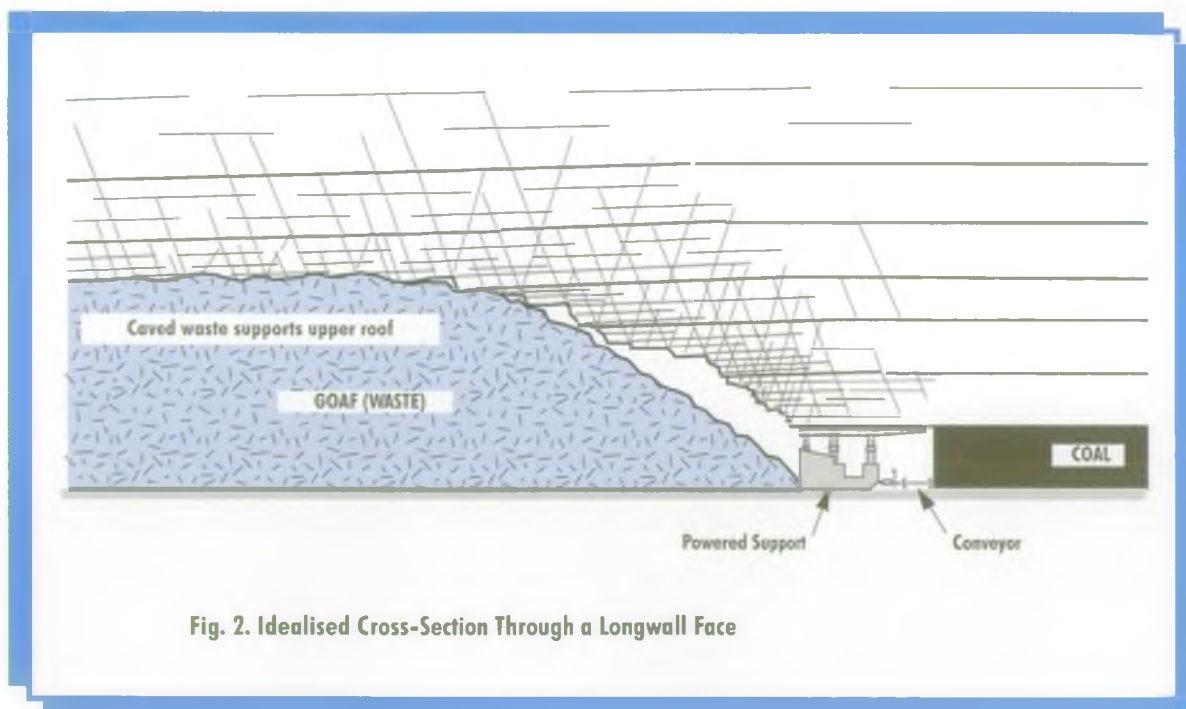 Caved waste supports upper roof
GOAF (WASTE)
COAL
Powered Support
Conveyor
Fig. 2. Idealised Cross-Section Through a Longwall Face